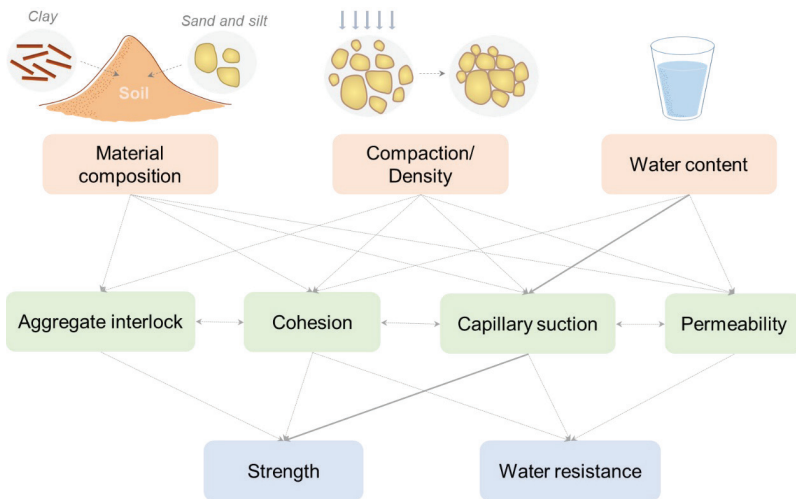 Clay
Sand and silt
Soil
Material
composition
Compaction/
Density
Water content
Aggregate interlock
Cohesion
Capillary suction
Permeability
Strength
Water resistance